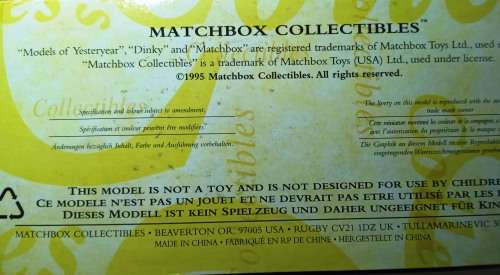 MATCHBOX COLLECTIBLES™
"Models of Yesteryear", "Dinky" and "Matchbox" are registered trademarks of Matchbox Toys Ltd., used
"Matchbox Collectibles" is a trademark of Matchbox Toys (USA) Ltd., used under license.
©1995 Matchbox Collectibles. All rights reserved.
Collectibles
Specification and colour subject to amendment.
Spécification et couleur peuvent être modifiées.
Änderungen bezüglich Inhalt, Farbe und Ausführung vorbehalten.
The livery on this model is reproduced with the
trade mark owner
Cette miniature montrant les couleur de la compagnie
avec l'autorisation du propriétaire de la marque
Die Graphik an diesem Modell
eingetragenen Warenzeichen
THIS MODEL IS NOT A TOY AND IS NOT DESIGNED FOR USE BY CHILDRE
CE MODELE N'EST PAS UN JOUET ET NE DEVRAIT PAS ETRE UTILISÉ PAR LES
DIESES MODELL IST KEIN SPIELZEUG UND DAHER UNGEEIGNET FÜR KIN
MATCHBOX COLLECTIBLES • BEAVERTON OR 97005 USA • RUGBY CV21 1DZ UK • TULLAMARINE VIC 3
MADE IN CHINA • FABRIQUÉ EN RP DE CHINE • HERGESTELLT IN CHINA